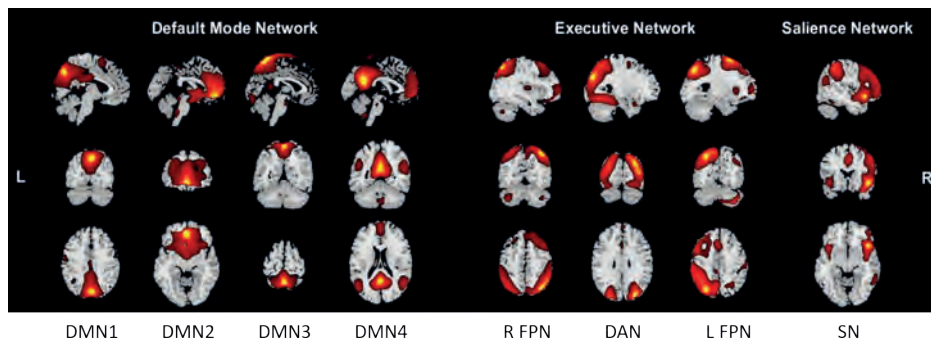 Default Mode Network Executive Network Salience Network
L R
DMN1 DMN2 DMN3 DMN4 R FPN DAN L FPN SN